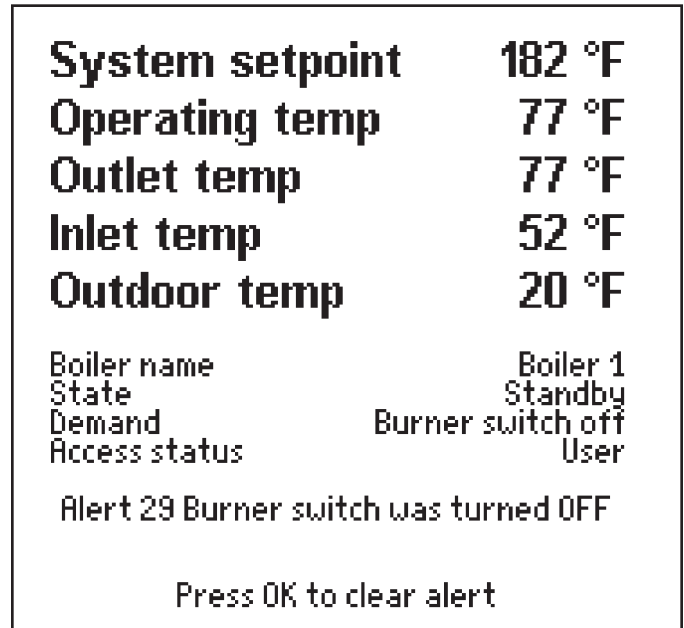 System setpoint 182 °F
Operating temp 77 °F
Outlet temp 77 °F
Inlet temp 52 °F
Outdoor temp 20 °F
Boiler name Boiler 1
State Standby
Demand Burner switch off
Access status User
Alert 29 Burner switch was turned OFF
Press OK to clear alert